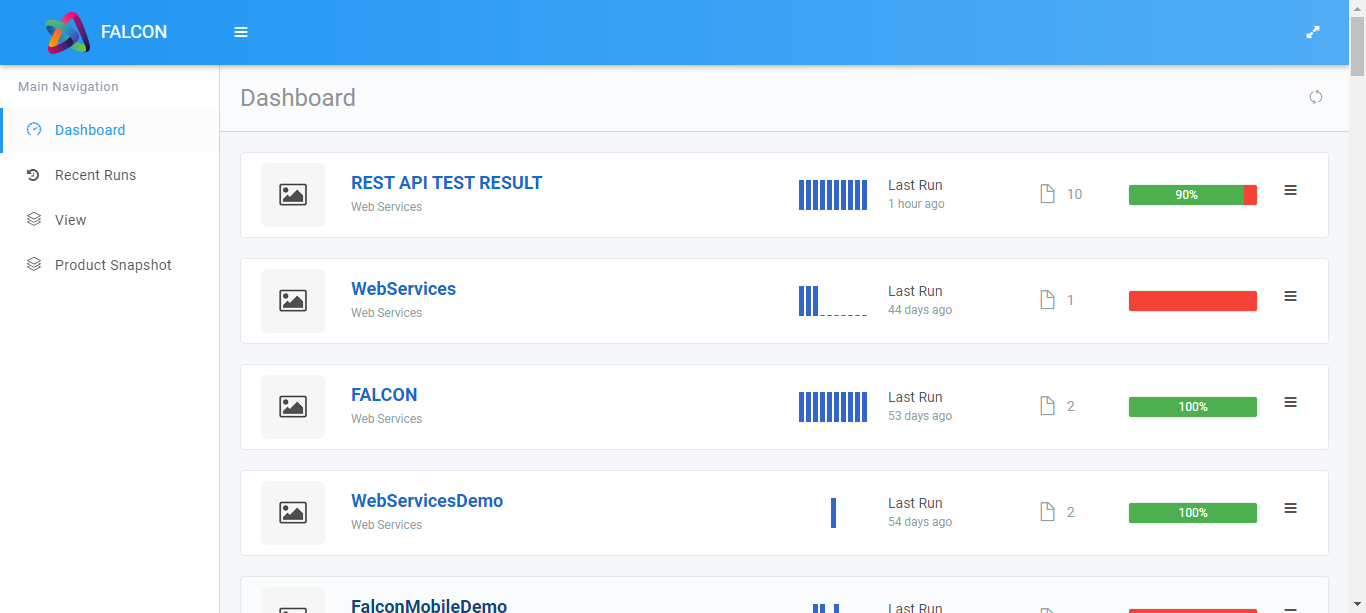 FALCON
Main Navigation
Dashboard
Recent Runs
View
Product Snapshot
Dashboard
REST API TEST RESULT
Web Services
Last Run
1 hour ago
10
90%
WebServices
Web Services
Last Run
44 days ago
1
FALCON
Web Services
Last Run
53 days ago
2
100%
WebServicesDemo
Web Services
Last Run
54 days ago
2
100%
FalconMobileDemo
Last Run